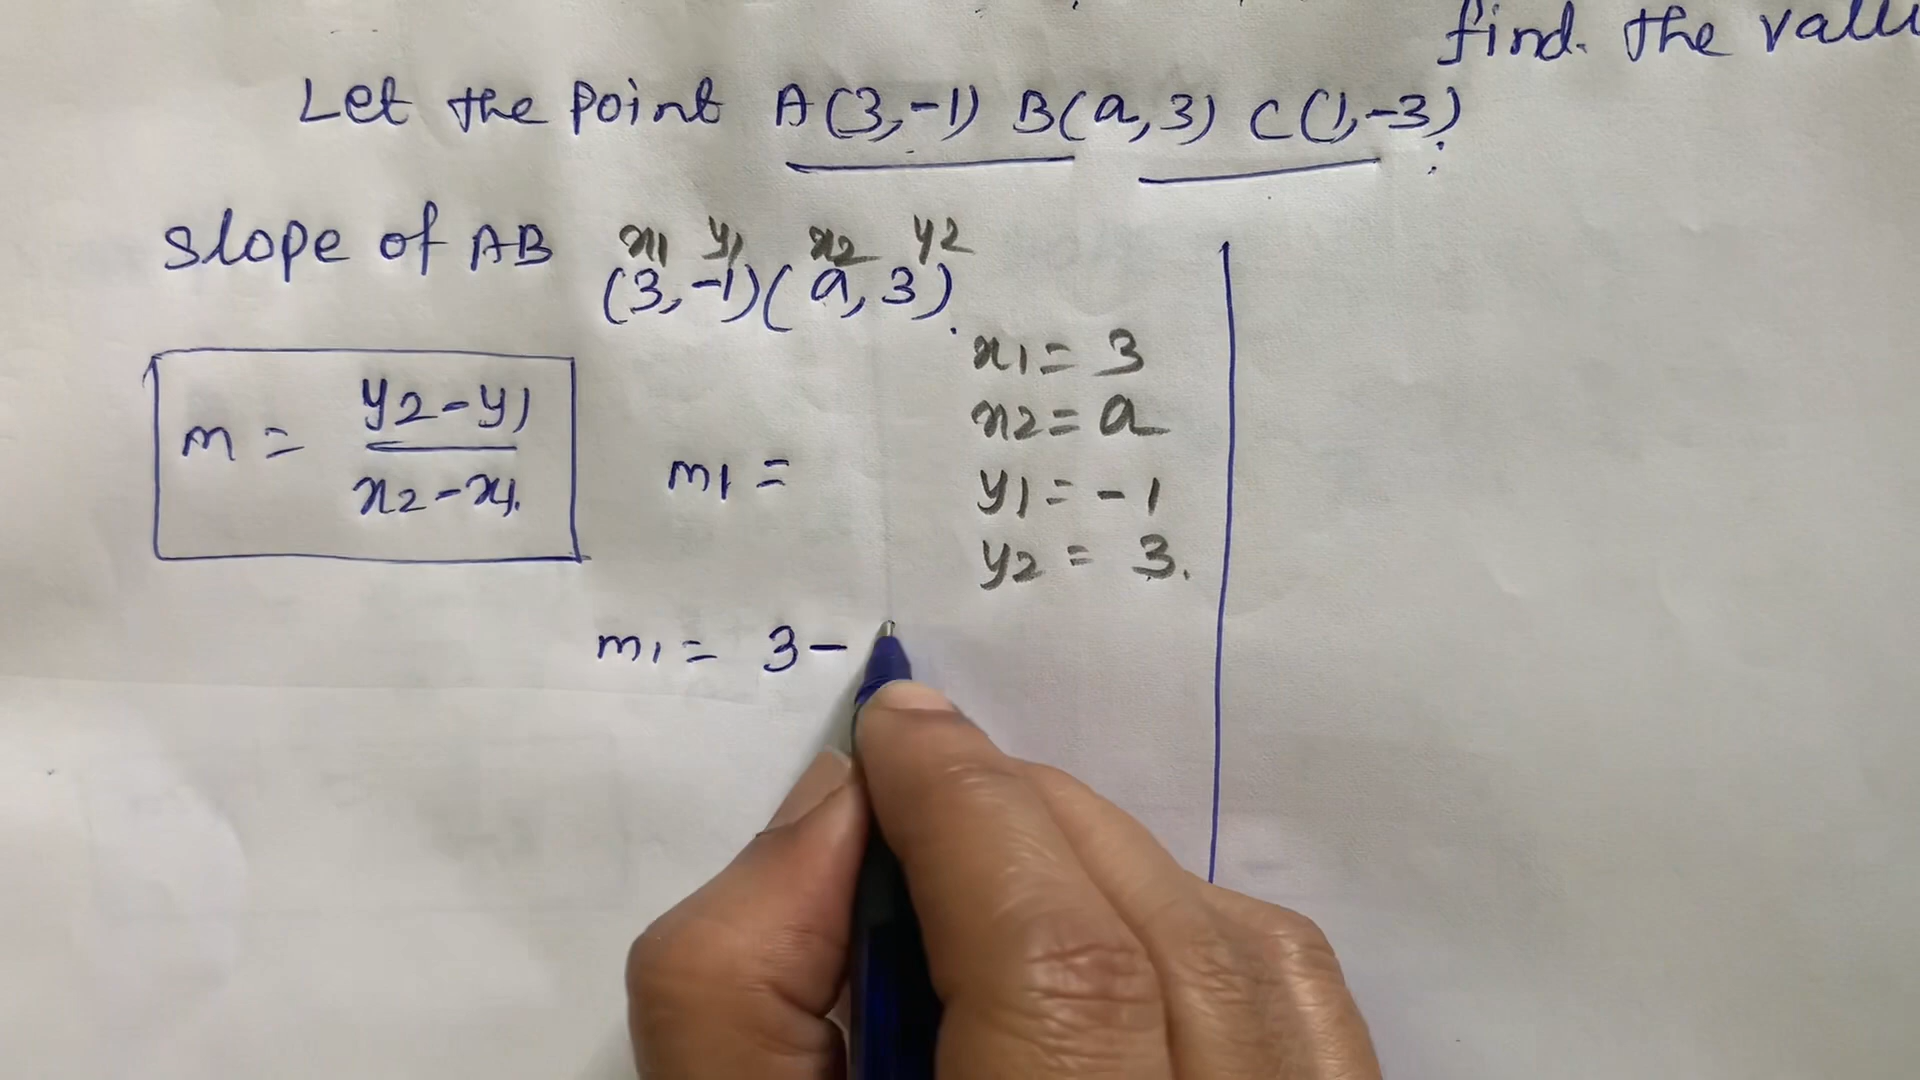 find. the
Let the point A(3,-1) B(a,3) C(1,-3)
slope of AB
x1 y1 x2 y2
(3,-1)(a,3).
m = y2-y1 / x2-x1.
m1 =
x1 = 3
x2 = a
y1 = -1
y2 = 3.
m1 = 3-